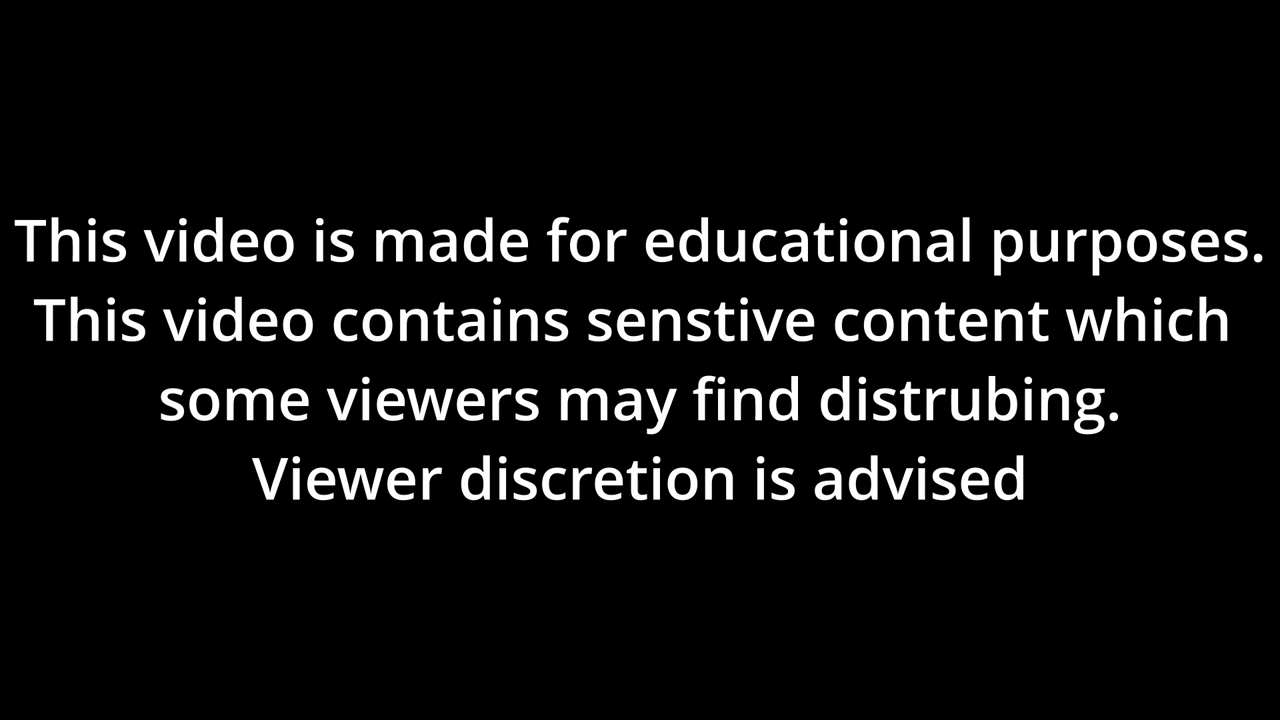 This video is made for educational purposes.
This video contains senstive content which
some viewers may find distrubing.
Viewer discretion is advised